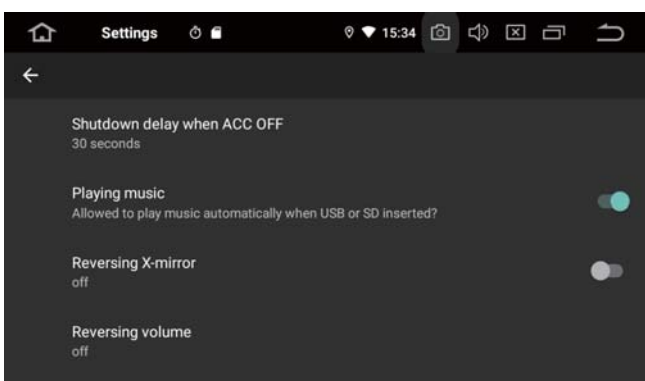 Settings 15:34
Shutdown delay when ACC OFF
30 seconds
Playing music
Allowed to play music automatically when USB or SD inserted?
Reversing X-mirror
off
Reversing volume
off